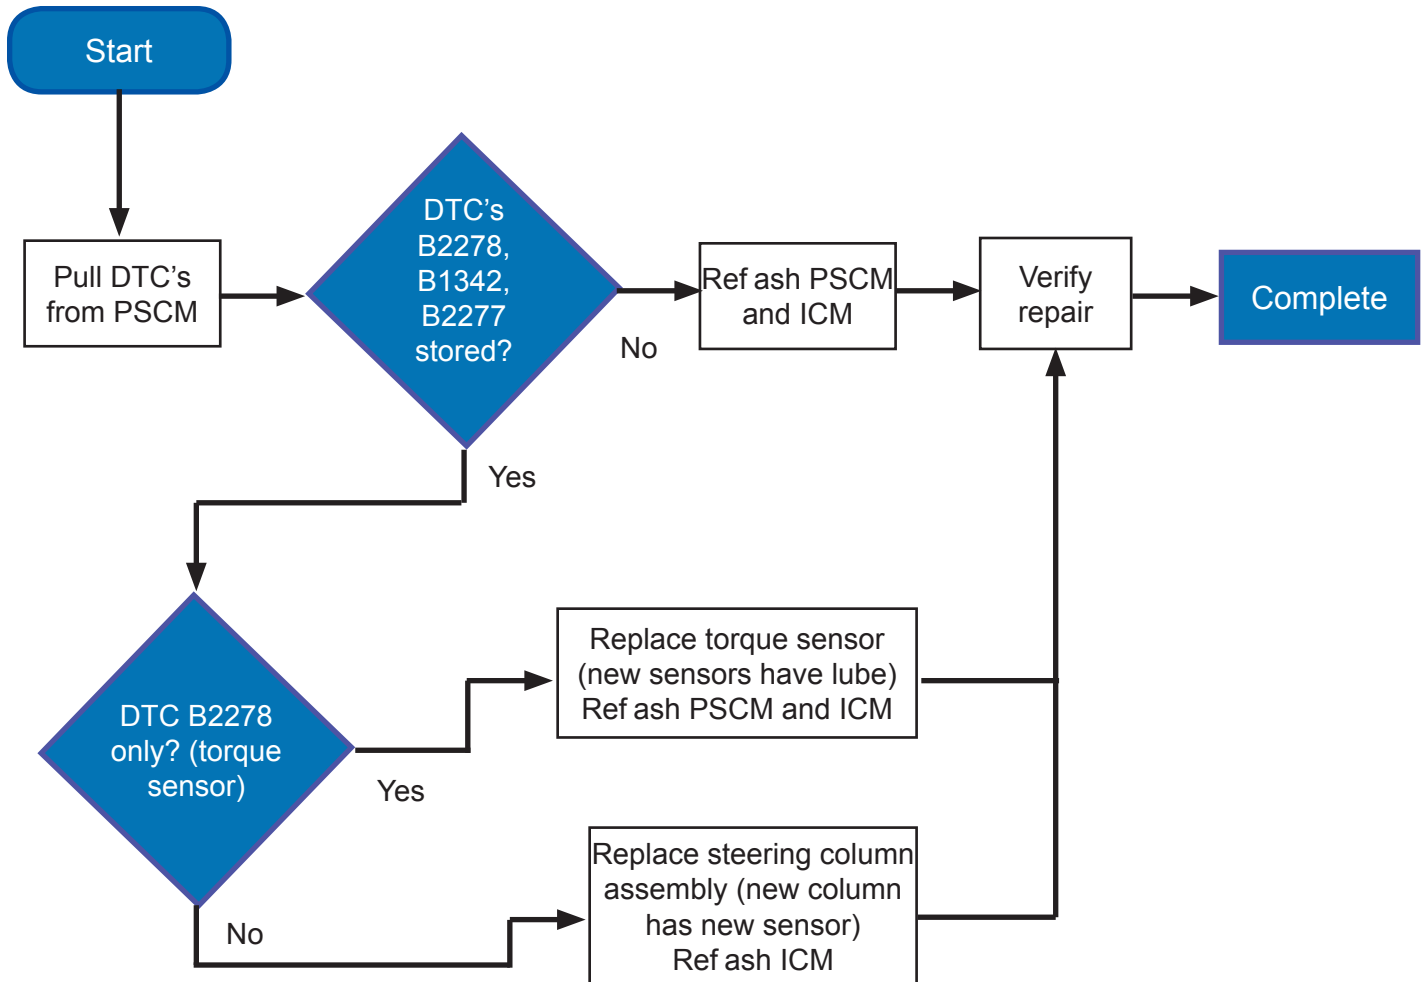 Start
Pull DTC's
from PSCM
DTC's
B2278,
B1342,
B2277
stored?
No
Ref ash PSCM
and ICM
Verify
repair
Complete
Yes
DTC B2278
only? (torque
sensor)
Yes
Replace torque sensor
(new sensors have lube)
Ref ash PSCM and ICM
No
Replace steering column
assembly (new column
has new sensor)
Ref ash ICM